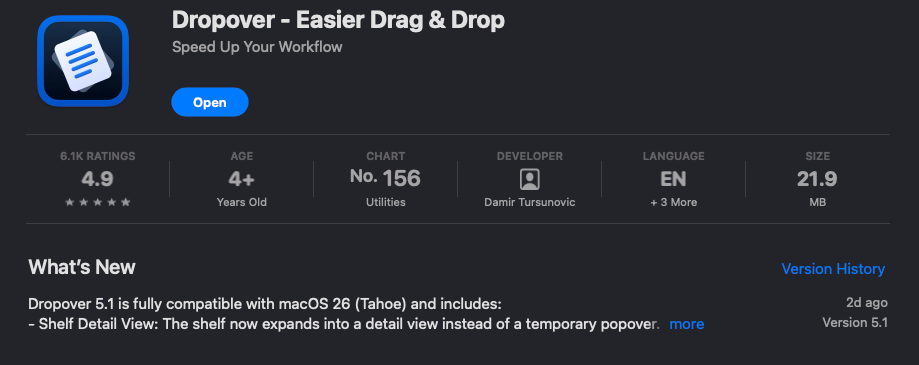 Dropover - Easier Drag & Drop
Speed Up Your Workflow
Open
6.1K RATINGS
4.9
AGE
4+
Years Old
CHART
No. 156
Utilities
DEVELOPER
Damir Tursunovic
LANGUAGE
EN
+ 3 More
SIZE
21.9
MB
What's New
Version History
Dropover 5.1 is fully compatible with macOS 26 (Tahoe) and includes:
2d ago
- Shelf Detail View: The shelf now expands into a detail view instead of a temporary popover. more
Version 5.1